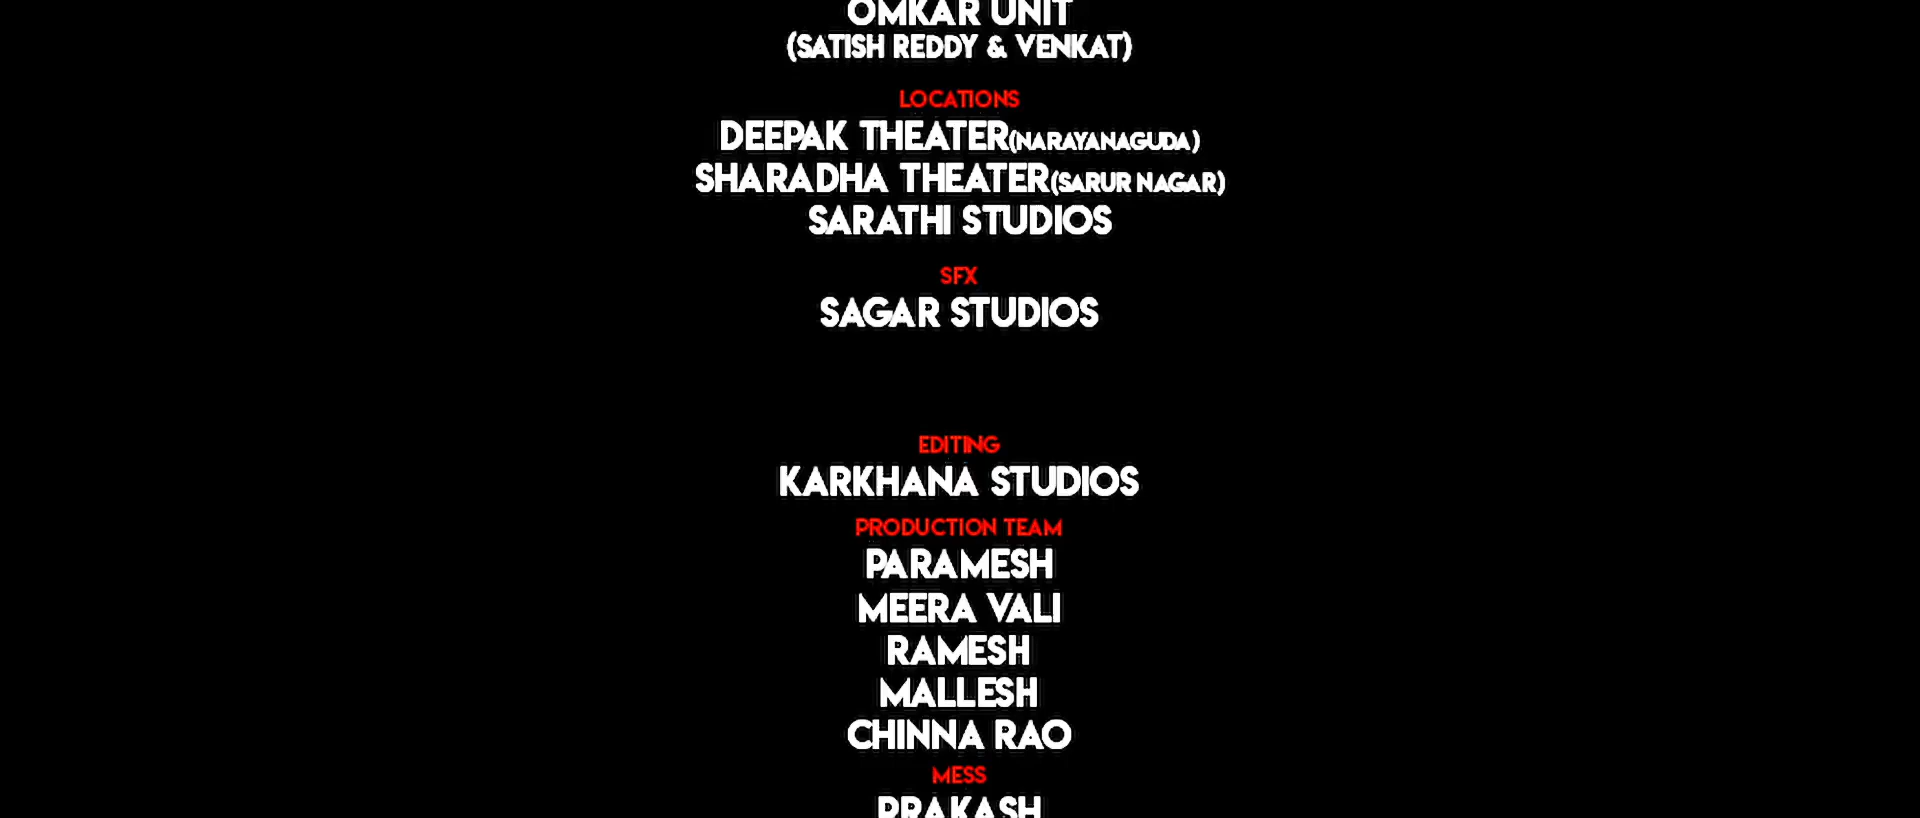 OMKAR UNIT
(SATISH REDDY & VENKAT)
LOCATIONS
DEEPAK THEATER(NARAYANAGUDA)
SHARADHA THEATER(SARUR NAGAR)
SARATHI STUDIOS
SFX
SAGAR STUDIOS
EDITING
KARKHANA STUDIOS
PRODUCTION TEAM
PARAMESH
MEERA VALI
RAMESH
MALLESH
CHINNA RAO
MESS
PRAKASH